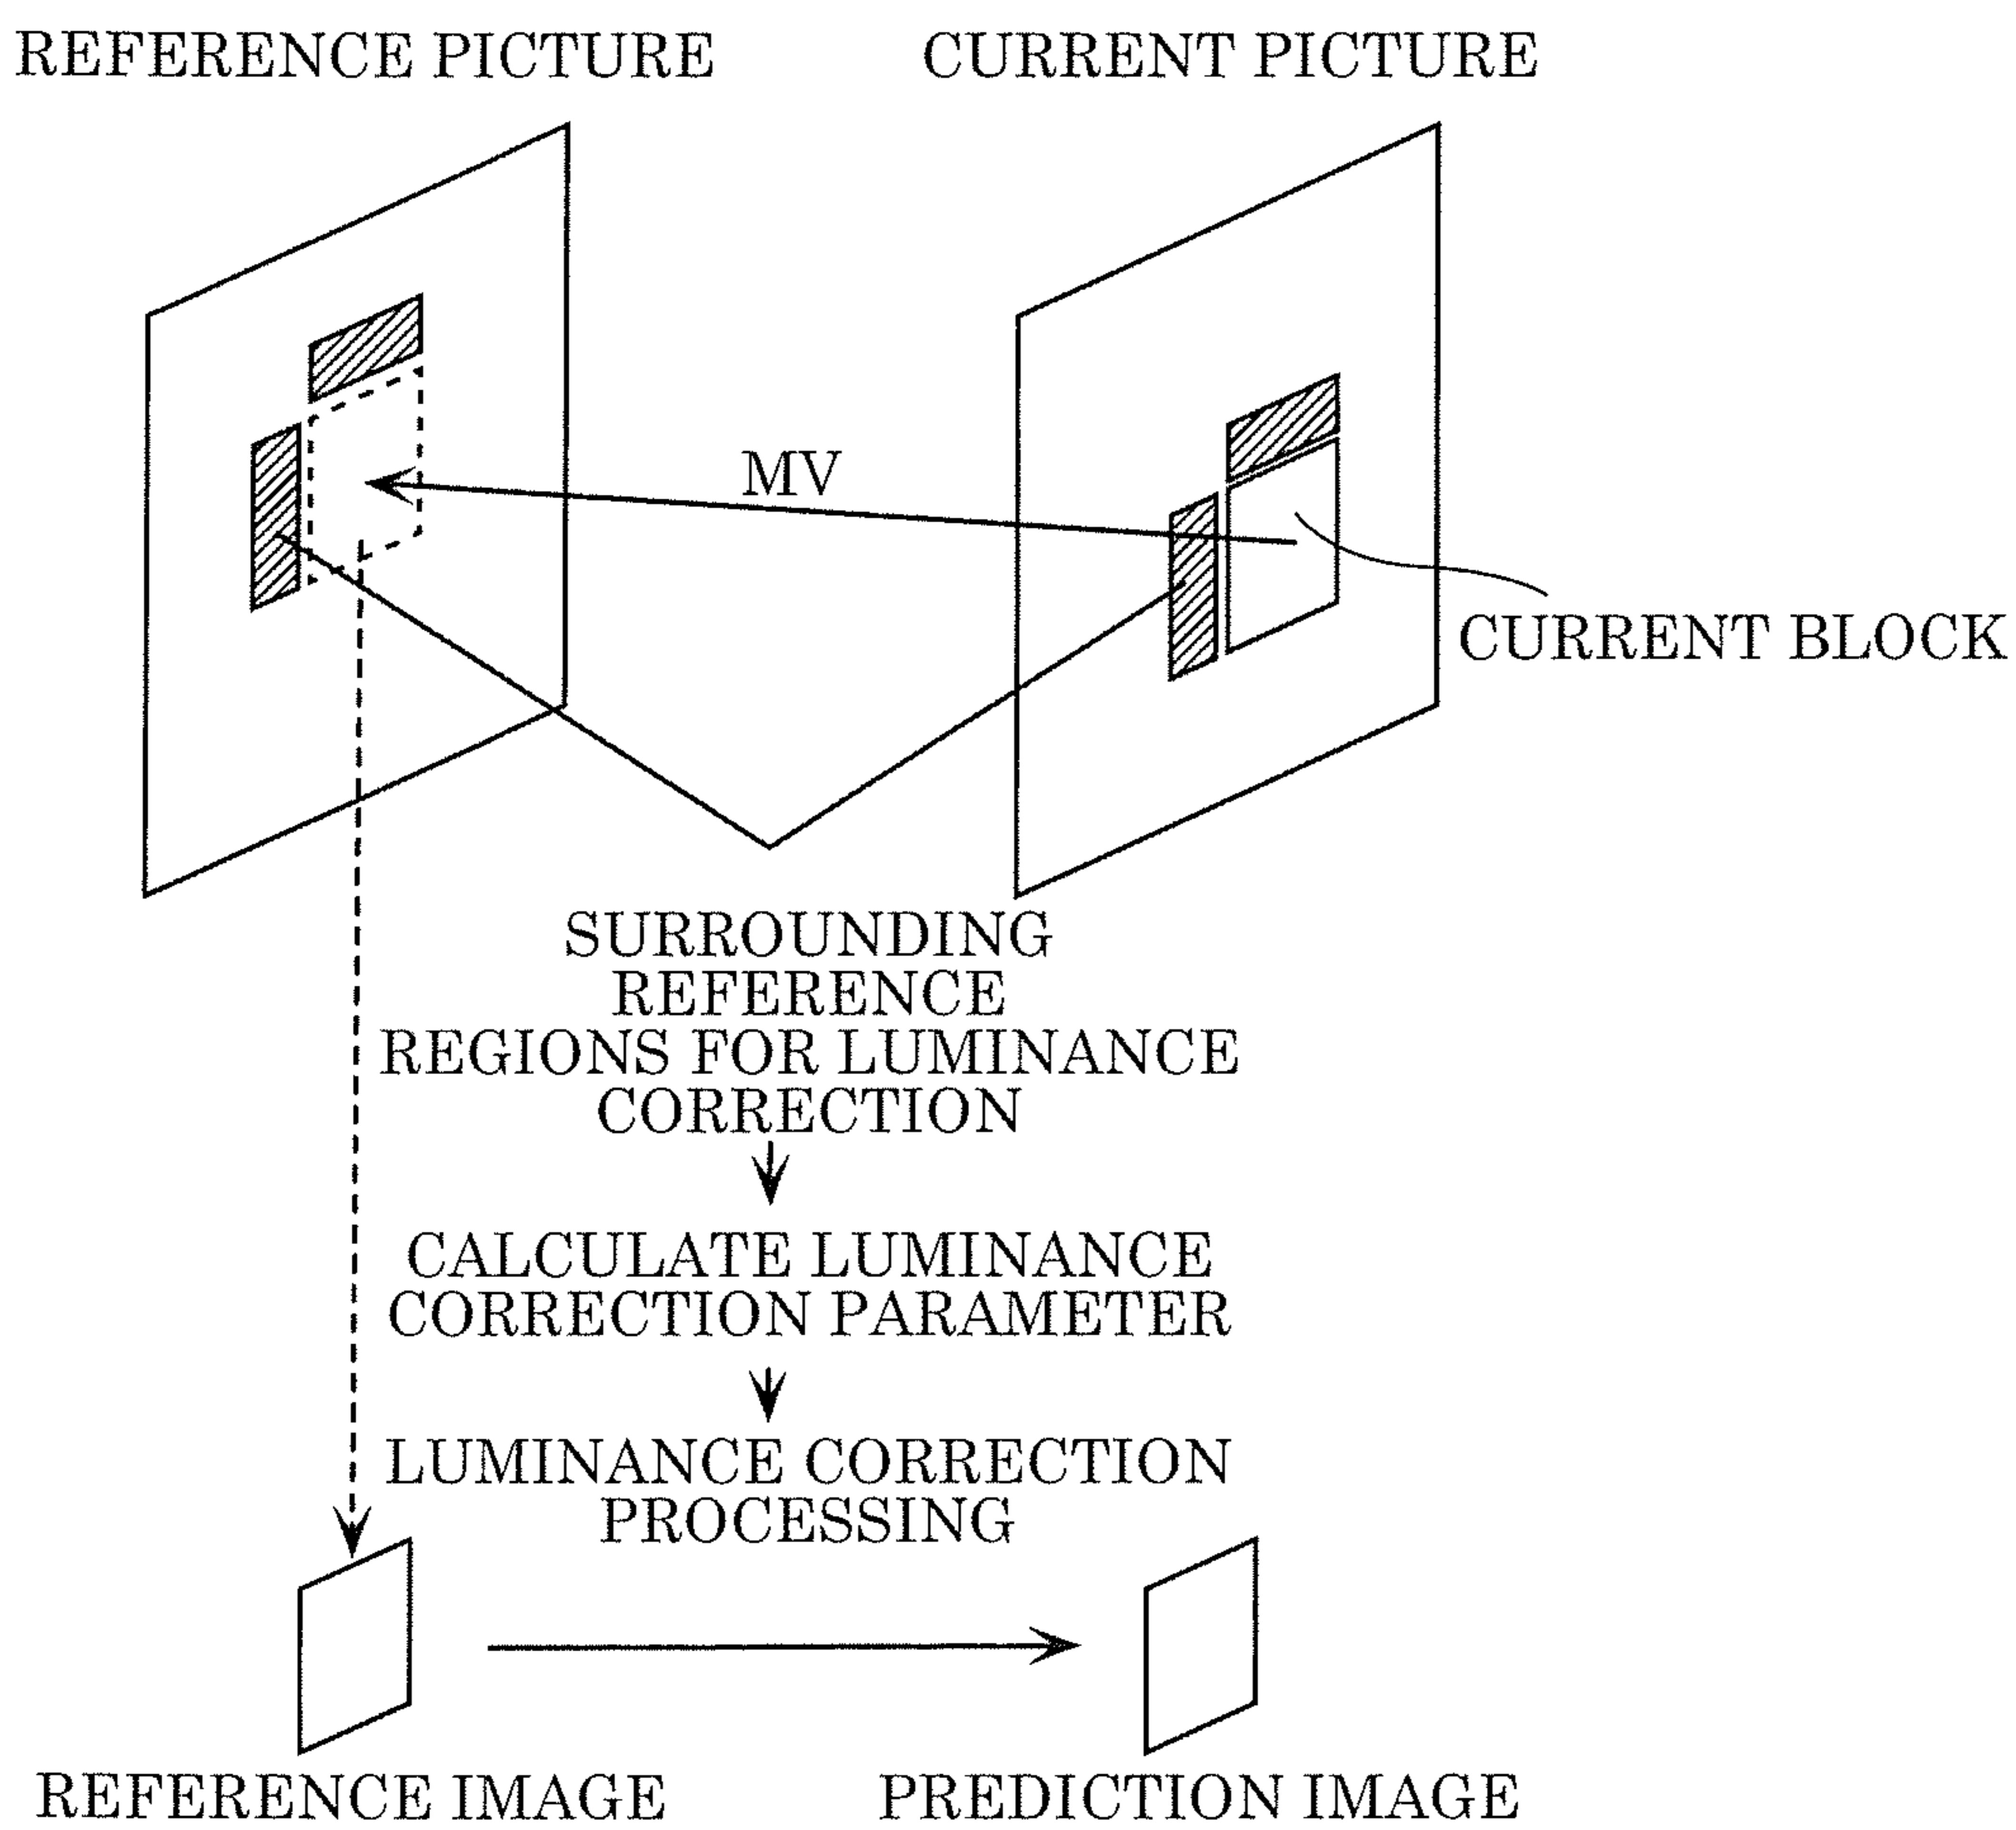 REFERENCE PICTURE
CURRENT PICTURE
MV
CURRENT BLOCK
SURROUNDING
REFERENCE
REGIONS FOR LUMINANCE
CORRECTION
CALCULATE LUMINANCE
CORRECTION PARAMETER
LUMINANCE CORRECTION
PROCESSING
REFERENCE IMAGE
PREDICTION IMAGE